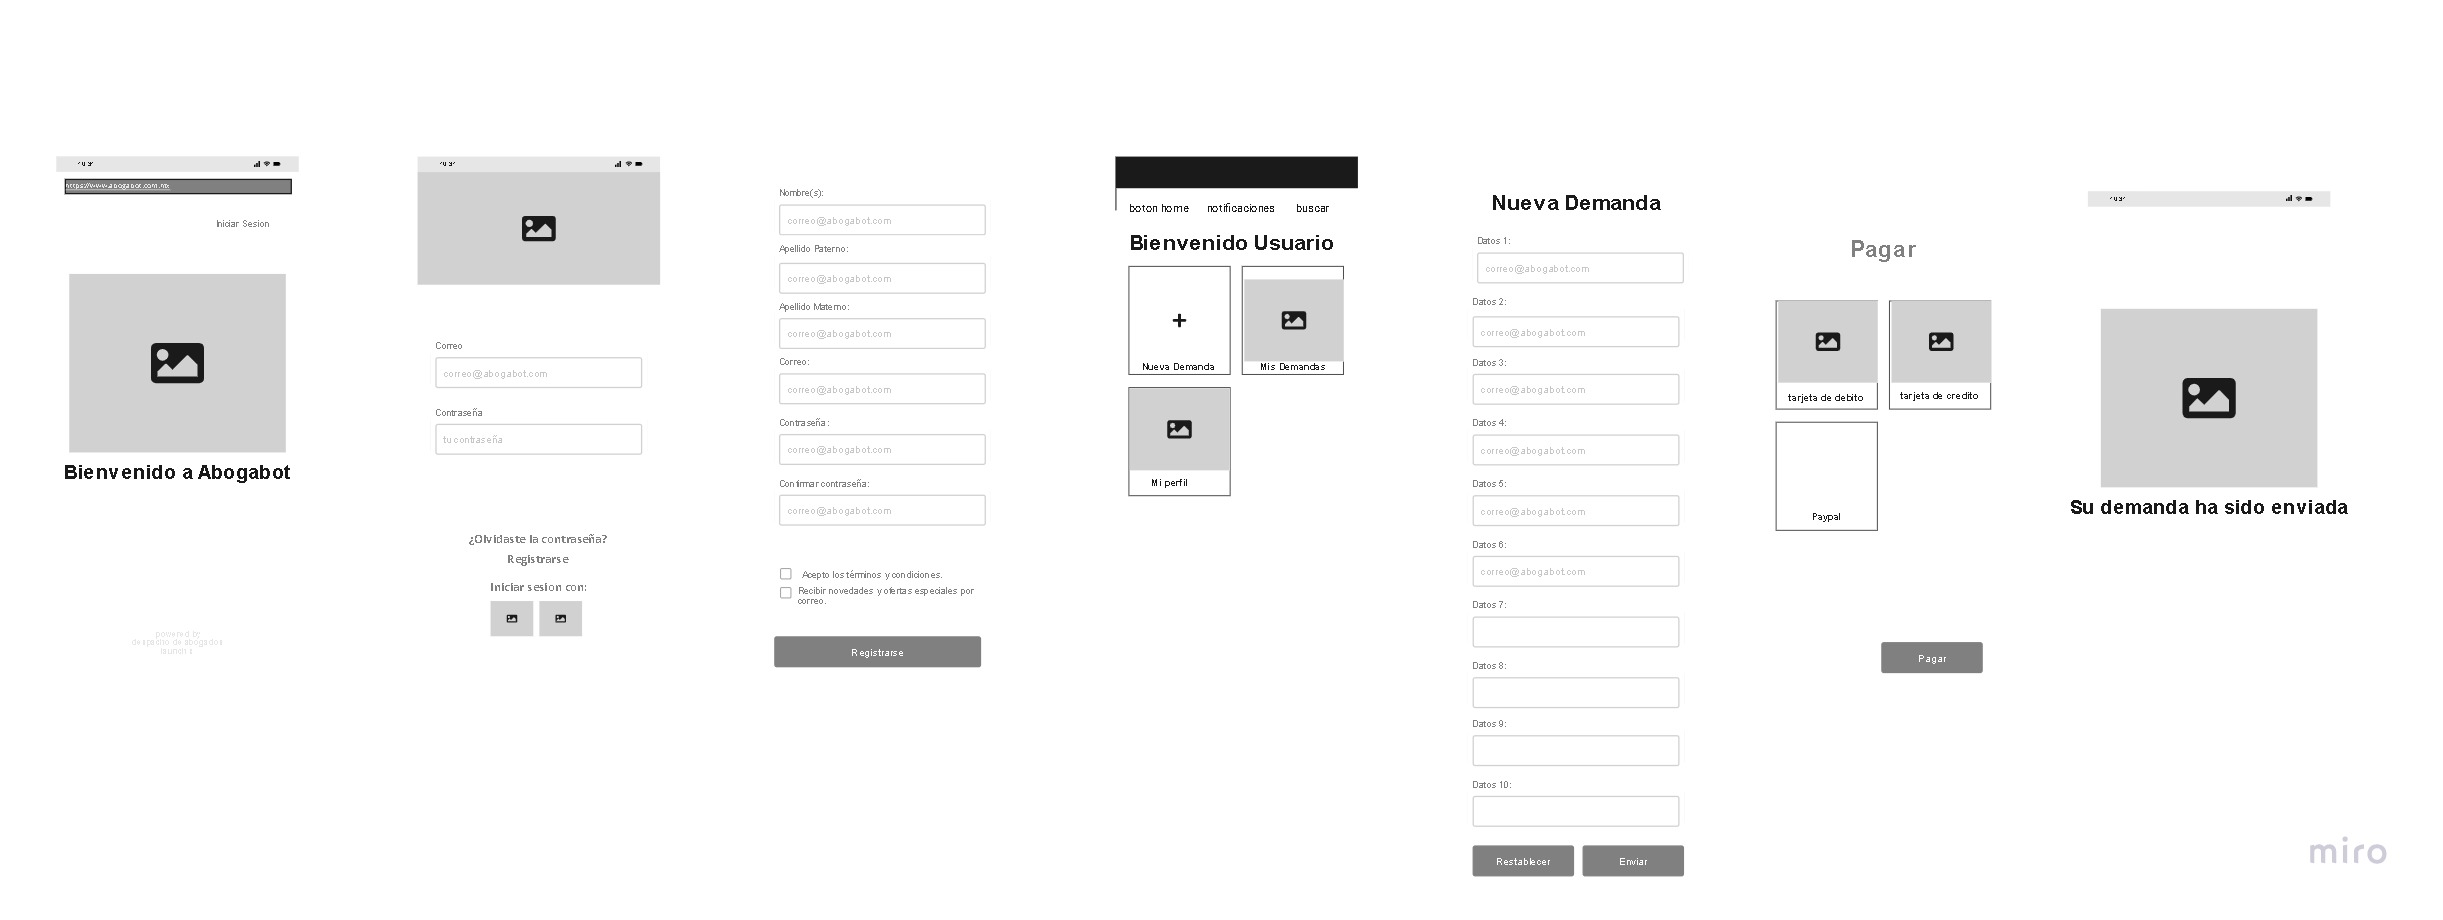 https://www.abogabot.com.mx
Iniciar Sesion
Bienvenido a Abogabot
powered by
despacho de abogados
Correo
correo@abogabot.com
Contraseña
tu contraseña
¿Olvidaste la contraseña?
Registrarse
Iniciar sesion con:
Nombre(s):
correo@abogabot.com
Apellido Paterno:
correo@abogabot.com
Apellido Materno:
correo@abogabot.com
Correo:
correo@abogabot.com
Contraseña:
correo@abogabot.com
Confirmar contraseña:
correo@abogabot.com
Acepto los términos y condiciones.
Recibir novedades y ofertas especiales por
correo.
Registrarse
boton home notificaciones buscar
Bienvenido Usuario
Nueva Demanda Mis Demandas
Mi perfil
Nueva Demanda
Datos 1:
correo@abogabot.com
Datos 2:
correo@abogabot.com
Datos 3:
correo@abogabot.com
Datos 4:
correo@abogabot.com
Datos 5:
correo@abogabot.com
Datos 6:
correo@abogabot.com
Datos 7:
Datos 8:
Datos 9:
Datos 10:
Restablecer Enviar
Pagar
tarjeta de debito tarjeta de credito
Paypal
Pagar
Su demanda ha sido enviada
miro